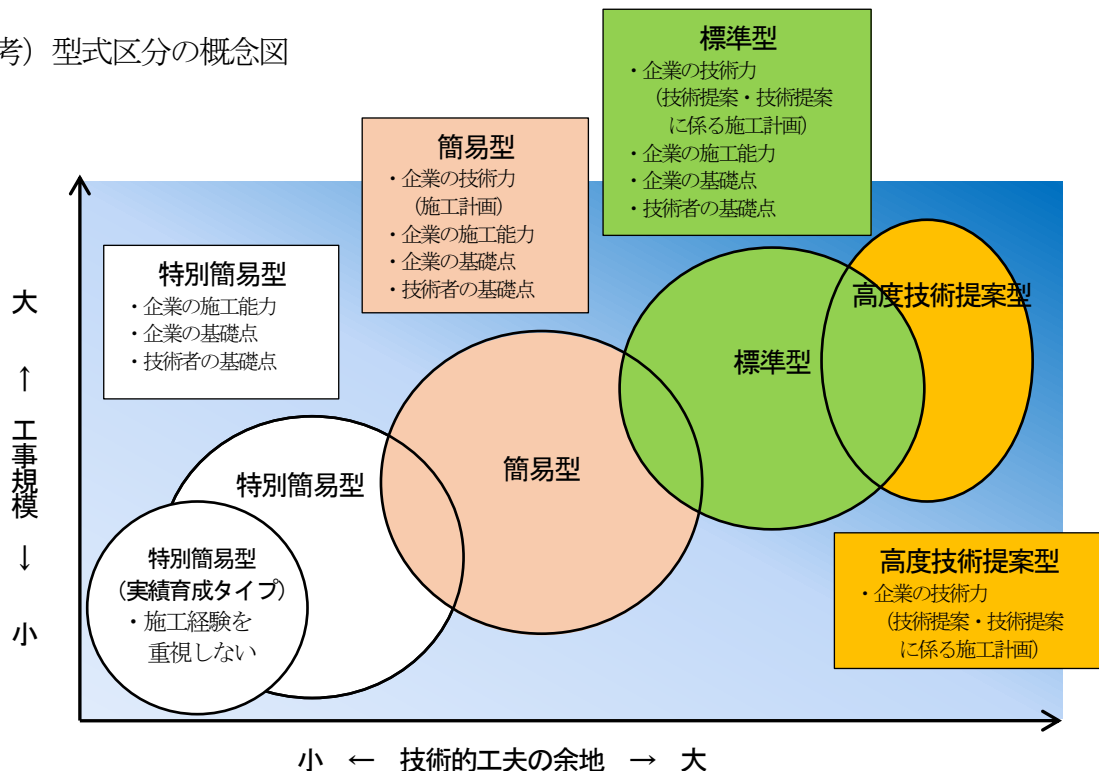 考）型式区分の概念図
標準型
・企業の技術力
（技術提案・技術提案
に係る施工計画）
・企業の施工能力
・企業の基礎点
・技術者の基礎点
簡易型
・企業の技術力
（施工計画）
・企業の施工能力
・企業の基礎点
・技術者の基礎点
特別簡易型
・企業の施工能力
・企業の基礎点
・技術者の基礎点
大
↑
工事規模
↓
小
高度技術提案型
標準型
簡易型
特別簡易型
特別簡易型
（実績育成タイプ）
・施工経験を
重視しない
高度技術提案型
・企業の技術力
（技術提案・技術提案
に係る施工計画）
小 ← 技術的工夫の余地 → 大